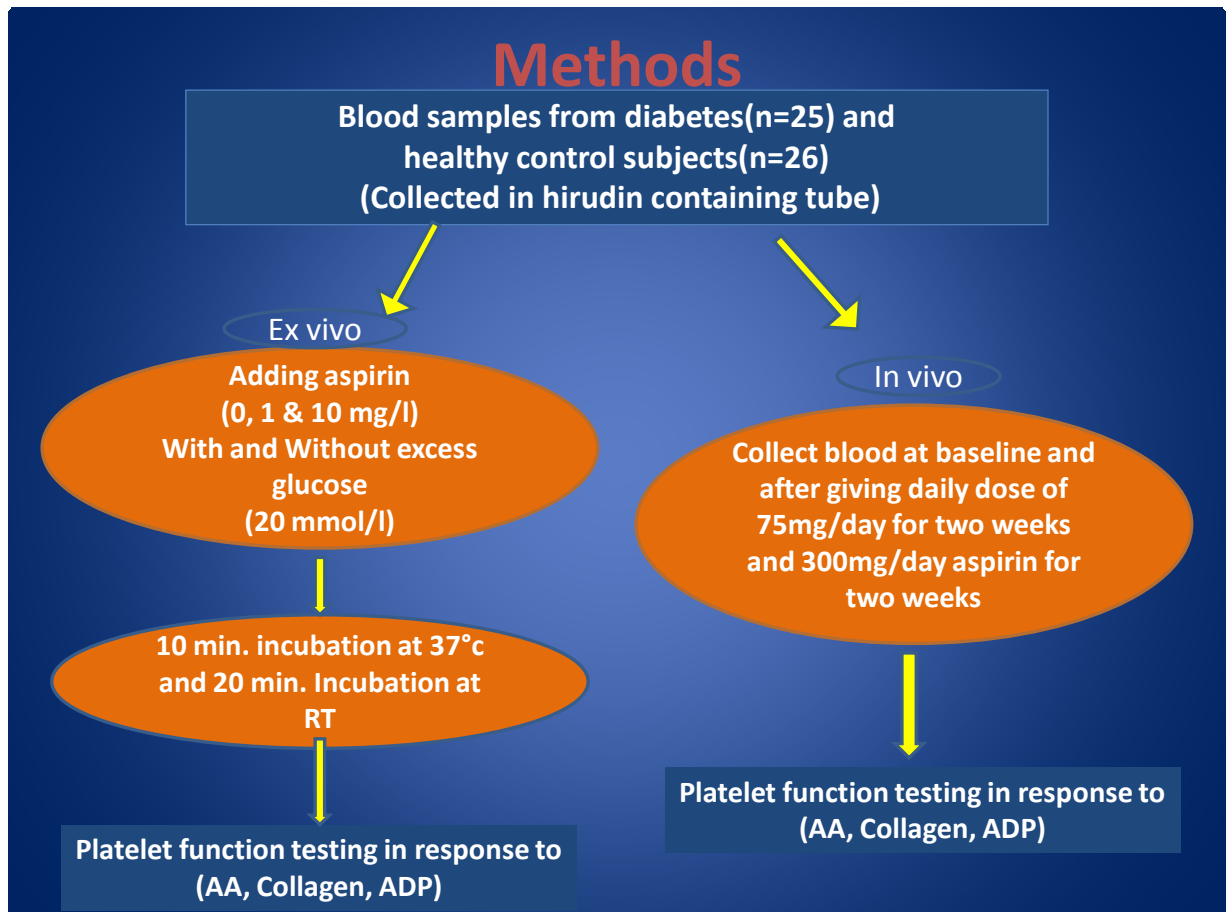 Methods
Blood samples from diabetes(n=25) and
healthy control subjects(n=26)
(Collected in hirudin containing tube)
Ex vivo
Adding aspirin
(0, 1 & 10 mg/l)
With and Without excess
glucose
(20 mmol/l)
10 min. incubation at 37°c
and 20 min. Incubation at
RT
Platelet function testing in response to
(AA, Collagen, ADP)
In vivo
Collect blood at baseline and
after giving daily dose of
75mg/day for two weeks
and 300mg/day aspirin for
two weeks
Platelet function testing in response to
(AA, Collagen, ADP)